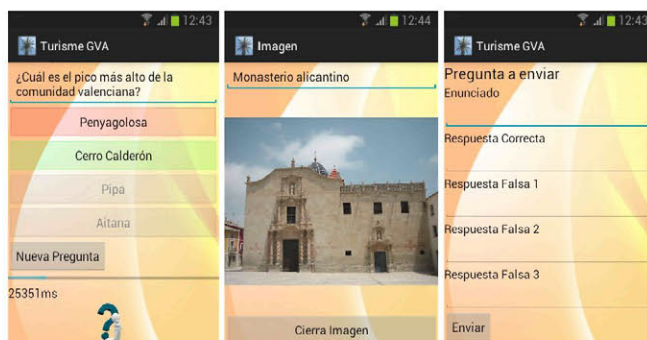 12:43
Turisme GVA
¿Cuál es el pico más alto de la
comunidad valenciana?
Penyagolosa
Cerro Calderón
Pipa
Aitana
Nueva Pregunta
25351ms
12:44
Imagen
Monasterio alicantino
Cierra Imagen
12:43
Turisme GVA
Pregunta a enviar
Enunciado
Respuesta Correcta
Respuesta Falsa 1
Respuesta Falsa 2
Respuesta Falsa 3
Enviar